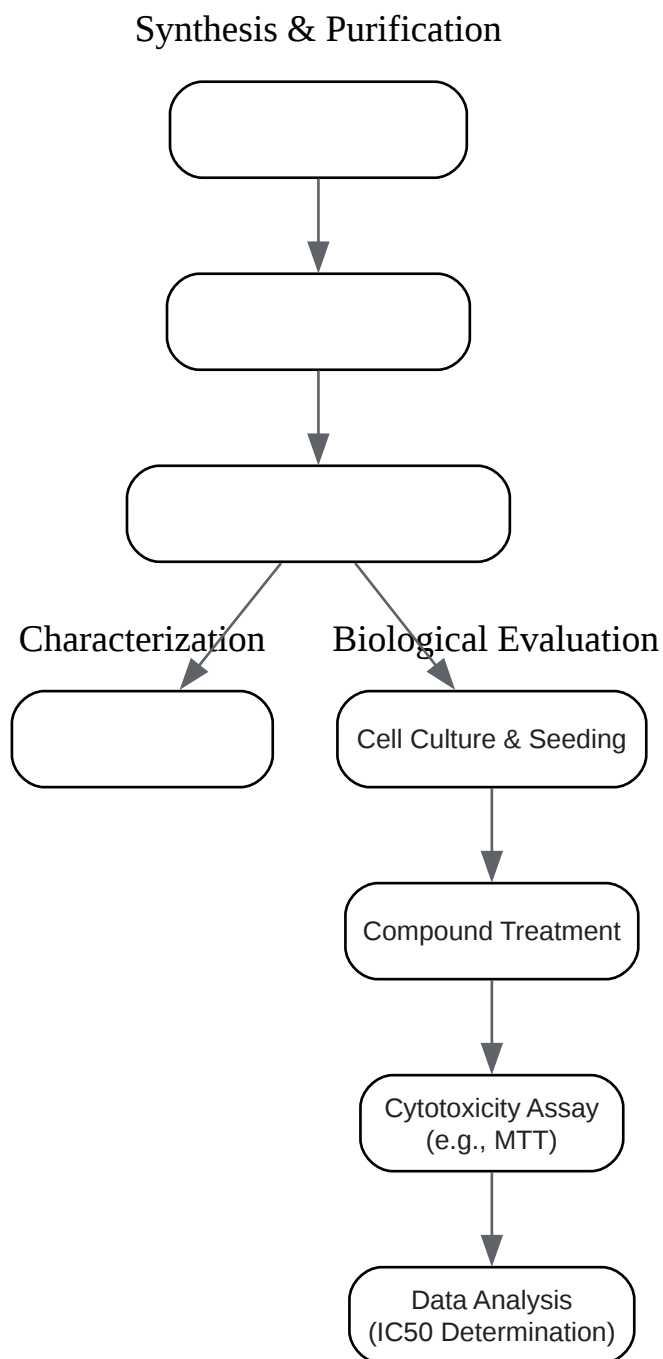 Synthesis & Purification
Characterization
Biological Evaluation
Cell Culture & Seeding
Compound Treatment
Cytotoxicity Assay
(e.g., MTT)
Data Analysis
(IC50 Determination)